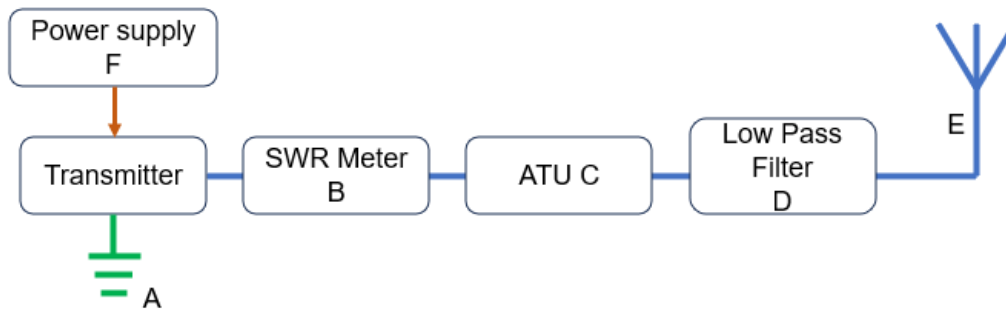 Power supply
F
Transmitter
SWR Meter
B
ATU C
Low Pass
Filter
D
E
A